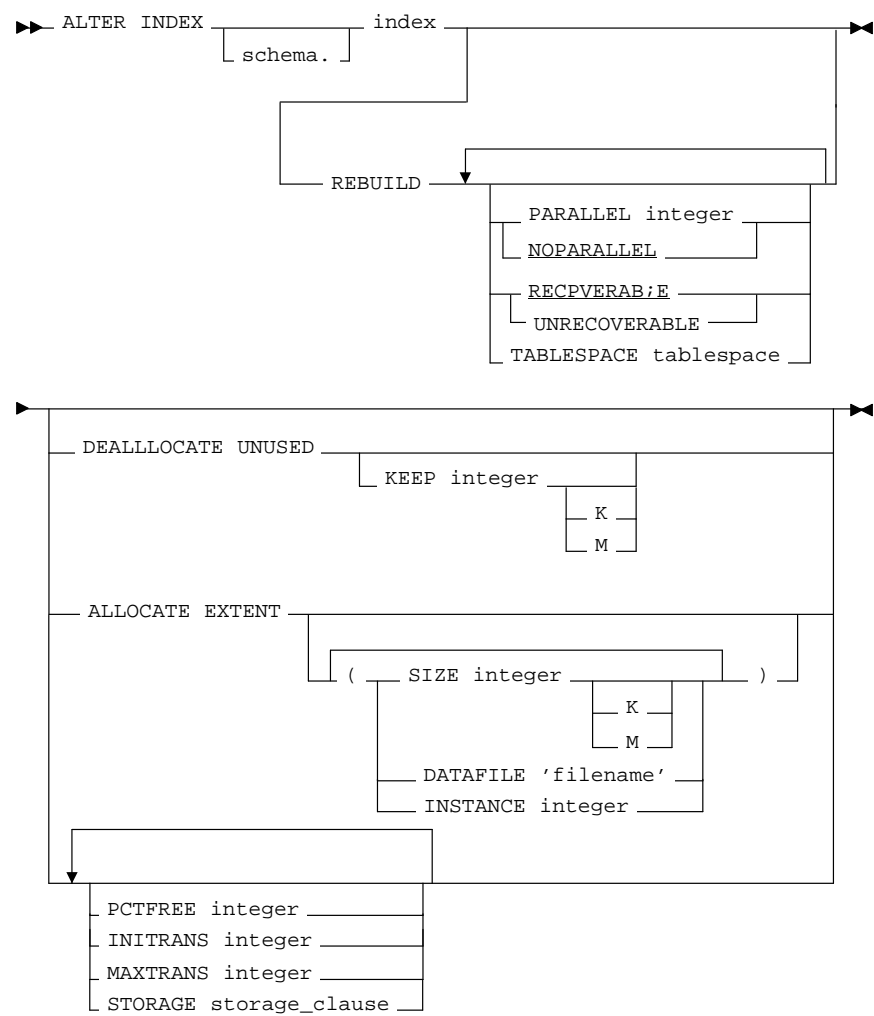 ALTER INDEX index
schema.
REBUILD
PARALLEL integer
NOPARALLEL
RECPVERAB;E
UNRECOVERABLE
TABLESPACE tablespace
DEALLLOCATE UNUSED
KEEP integer
K
M
ALLOCATE EXTENT
( SIZE integer )
K
M
DATAFILE ’filename’
INSTANCE integer
PCTFREE integer
INITRANS integer
MAXTRANS integer
STORAGE storage_clause